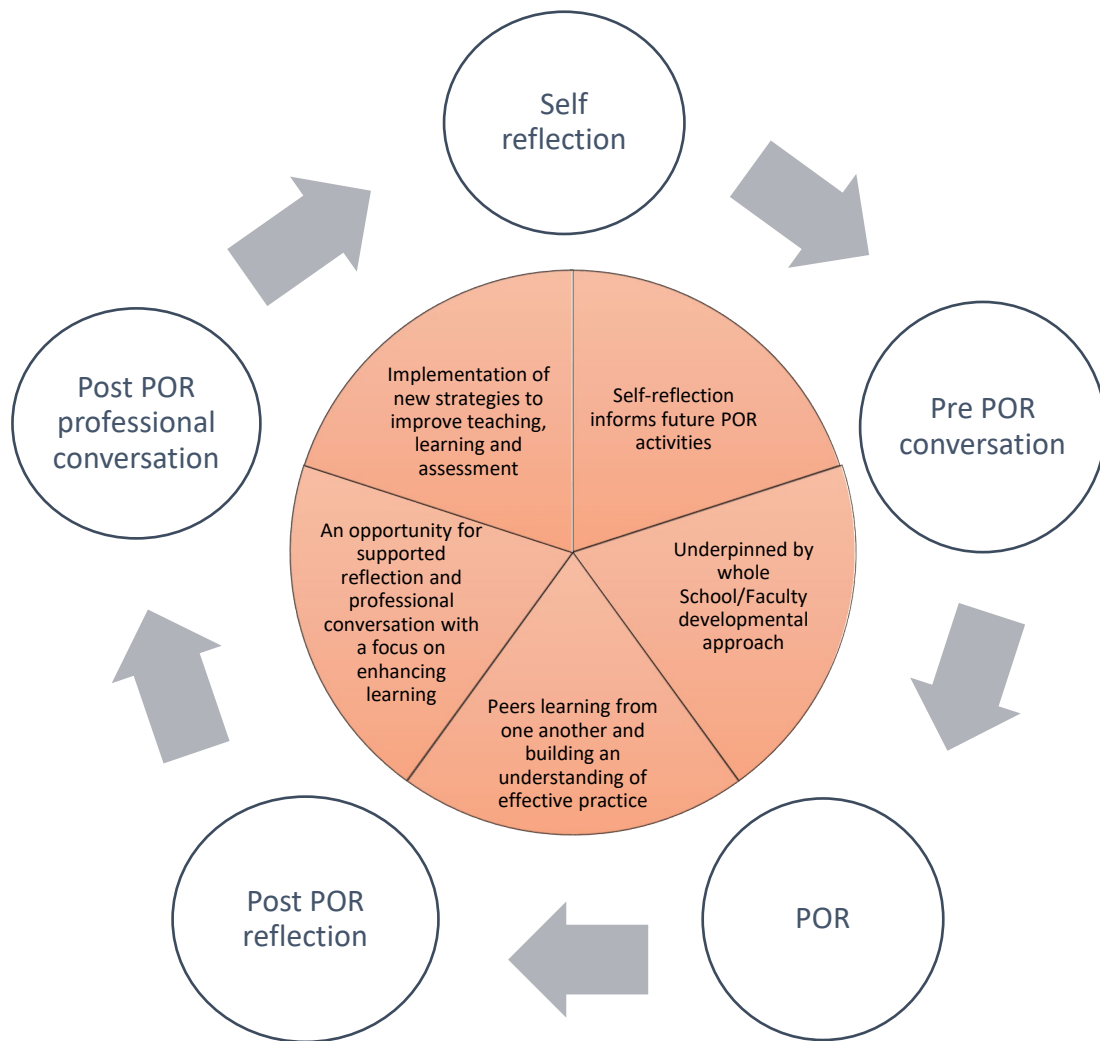 Self
reflection
Pre POR
conversation
POR
Post POR
reflection
Post POR
professional
conversation
Self-reflection
informs future POR
activities
Underpinned by
whole
School/Faculty
developmental
approach
Peers learning from
one another and
building an
understanding of
effective practice
An opportunity for
supported
reflection and
professional
conversation with
a focus on
enhancing
learning
Implementation of
new strategies to
improve teaching,
learning and
assessment